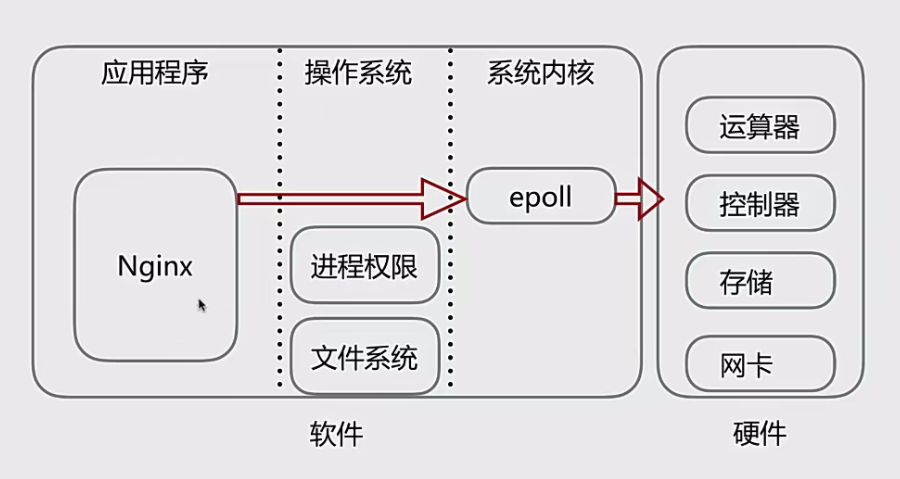 应用程序
操作系统
系统内核
Nginx
进程权限
文件系统
epoll
运算器
控制器
存储
网卡
软件
硬件